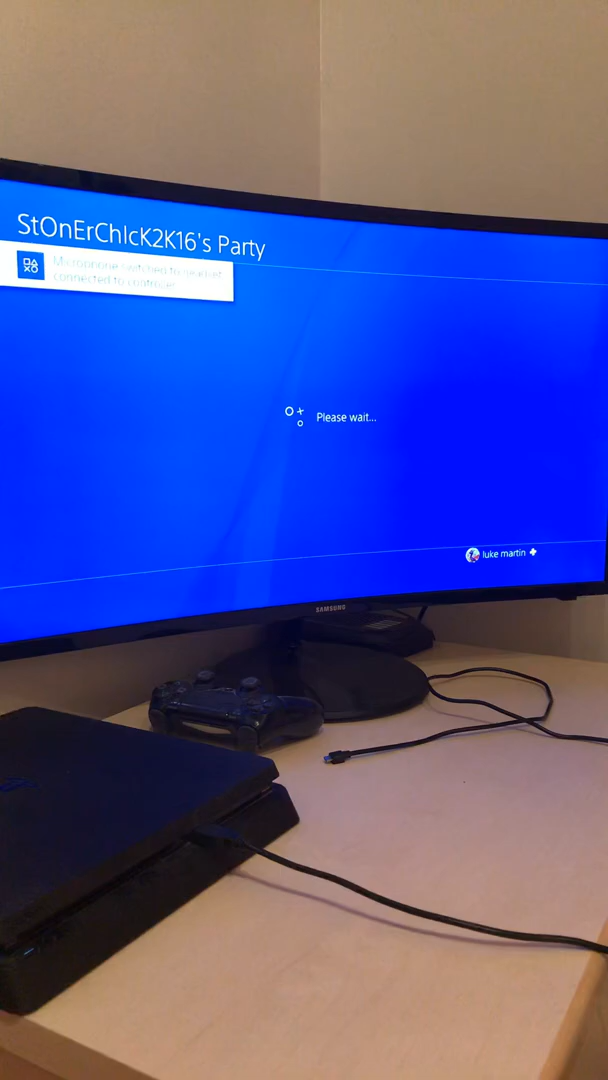 StOnErChIcK2K16's Party
Microphone switched to headset
connected to controller.
Please wait...
luke martin
SAMSUNG